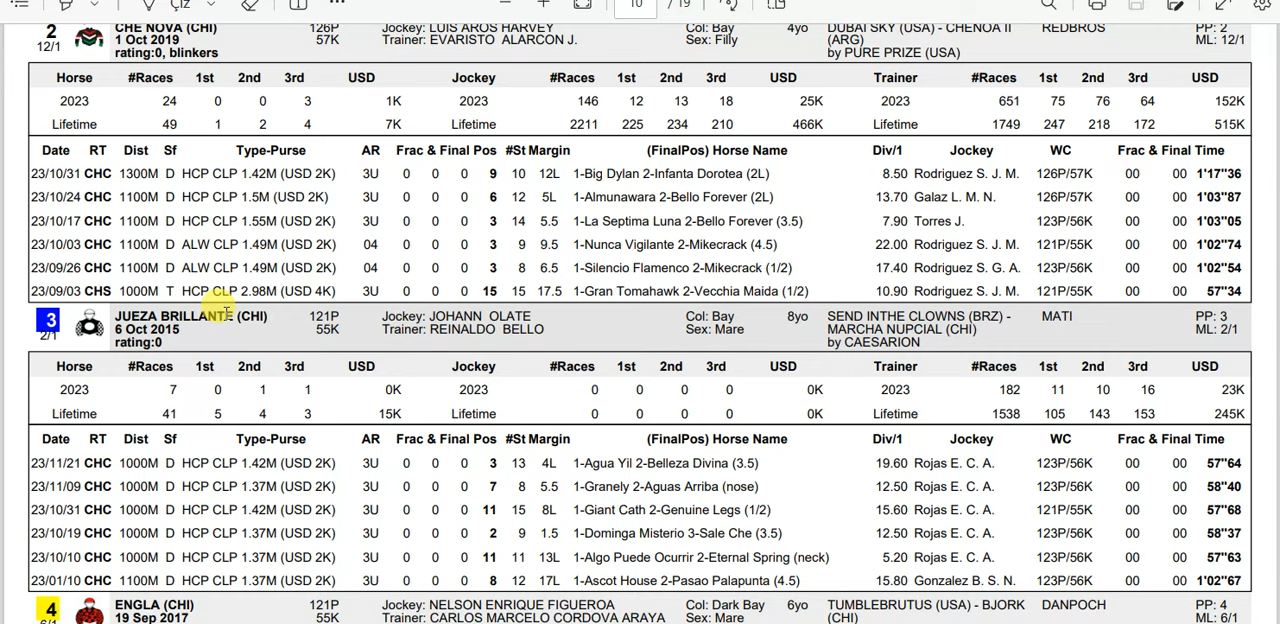 Çiz 10 / 19
2 CHE NOVA (CHI) 126P Jockey: LUIS AROS HARVEY Col: Bay 4yo DUBAI SKY (USA) - CHENOA II REDBROS PP: 2
12/1 1 Oct 2019 57K Trainer: EVARISTO ALARCON J. Sex: Filly (ARG) ML: 12/1
rating:0, blinkers by PURE PRIZE (USA)
Horse #Races 1st 2nd 3rd USD Jockey #Races 1st 2nd 3rd USD Trainer #Races 1st 2nd 3rd USD
2023 24 0 0 3 1K 2023 146 12 13 18 25K 2023 651 75 76 64 152K
Lifetime 49 1 2 4 7K Lifetime 2211 225 234 210 466K Lifetime 1749 247 218 172 515K
Date RT Dist Sf Type-Purse AR Frac & Final Pos #St Margin (FinalPos) Horse Name Div/1 Jockey WC Frac & Final Time
23/10/31 CHC 1300M D HCP CLP 1.42M (USD 2K) 3U 0 0 0 9 10 12L 1-Big Dylan 2-Infanta Dorotea (2L) 8.50 Rodriguez S. J. M. 126P/57K 00 00 1'17"36
23/10/24 CHC 1100M D HCP CLP 1.5M (USD 2K) 3U 0 0 0 6 12 5L 1-Almunawara 2-Bello Forever (2L) 13.70 Galaz L. M. N. 126P/57K 00 00 1'03"87
23/10/17 CHC 1100M D HCP CLP 1.55M (USD 2K) 3U 0 0 0 3 14 5.5 1-La Septima Luna 2-Bello Forever (3.5) 7.90 Torres J. 123P/56K 00 00 1'03"05
23/10/03 CHC 1100M D ALW CLP 1.49M (USD 2K) 04 0 0 0 3 9 9.5 1-Nunca Vigilante 2-Mikecrack (4.5) 22.00 Rodriguez S. J. M. 121P/55K 00 00 1'02"74
23/09/26 CHC 1100M D ALW CLP 1.49M (USD 2K) 04 0 0 0 3 8 6.5 1-Silencio Flamenco 2-Mikecrack (1/2) 17.40 Rodriguez S. G. A. 123P/56K 00 00 1'02"54
23/09/03 CHS 1000M T HCP CLP 2.98M (USD 4K) 3U 0 0 0 15 15 17.5 1-Gran Tomahawk 2-Vecchia Maida (1/2) 10.90 Rodriguez S. J. M. 121P/55K 00 00 57"34
3 JUEZA BRILLANTE (CHI) 121P Jockey: JOHANN OLATE Col: Bay 8yo SEND INTHE CLOWNS (BRZ) - MATI PP: 3
2/1 6 Oct 2015 55K Trainer: REINALDO BELLO Sex: Mare MARCHA NUPCIAL (CHI) ML: 2/1
rating:0 by CAESARION
Horse #Races 1st 2nd 3rd USD Jockey #Races 1st 2nd 3rd USD Trainer #Races 1st 2nd 3rd USD
2023 7 0 1 1 0K 2023 0 0 0 0 0K 2023 182 11 10 16 23K
Lifetime 41 5 4 3 15K Lifetime 0 0 0 0 0K Lifetime 1538 105 143 153 245K
Date RT Dist Sf Type-Purse AR Frac & Final Pos #St Margin (FinalPos) Horse Name Div/1 Jockey WC Frac & Final Time
23/11/21 CHC 1000M D HCP CLP 1.42M (USD 2K) 3U 0 0 0 3 13 4L 1-Agua Yil 2-Belleza Divina (3.5) 19.60 Rojas E. C. A. 123P/56K 00 00 57"64
23/11/09 CHC 1000M D HCP CLP 1.37M (USD 2K) 3U 0 0 0 7 8 5.5 1-Granely 2-Aguas Arriba (nose) 12.50 Rojas E. C. A. 123P/56K 00 00 58"40
23/10/31 CHC 1000M D HCP CLP 1.42M (USD 2K) 3U 0 0 0 11 15 8L 1-Giant Cath 2-Genuine Legs (1/2) 15.60 Rojas E. C. A. 121P/55K 00 00 57"68
23/10/19 CHC 1000M D HCP CLP 1.37M (USD 2K) 3U 0 0 0 2 9 1.5 1-Dominga Misterio 3-Sale Che (3.5) 12.50 Rojas E. C. A. 123P/56K 00 00 58"37
23/10/10 CHC 1000M D HCP CLP 1.37M (USD 2K) 3U 0 0 0 11 11 13L 1-Algo Puede Ocurrir 2-Eternal Spring (neck) 5.20 Rojas E. C. A. 123P/56K 00 00 57"63
23/01/10 CHC 1100M D HCP CLP 1.37M (USD 2K) 3U 0 0 0 8 12 17L 1-Ascot House 2-Pasao Palapunta (4.5) 15.80 Gonzalez B. S. N. 123P/56K 00 00 1'02"67
4 ENGLA (CHI) 121P Jockey: NELSON ENRIQUE FIGUEROA Col: Dark Bay 6yo TUMBLEBRUTUS (USA) - BJORK DANPOCH PP: 4
6/1 19 Sep 2017 55K Trainer: CARLOS MARCELO CORDOVA ARAYA Sex: Mare (CHI) ML: 6/1